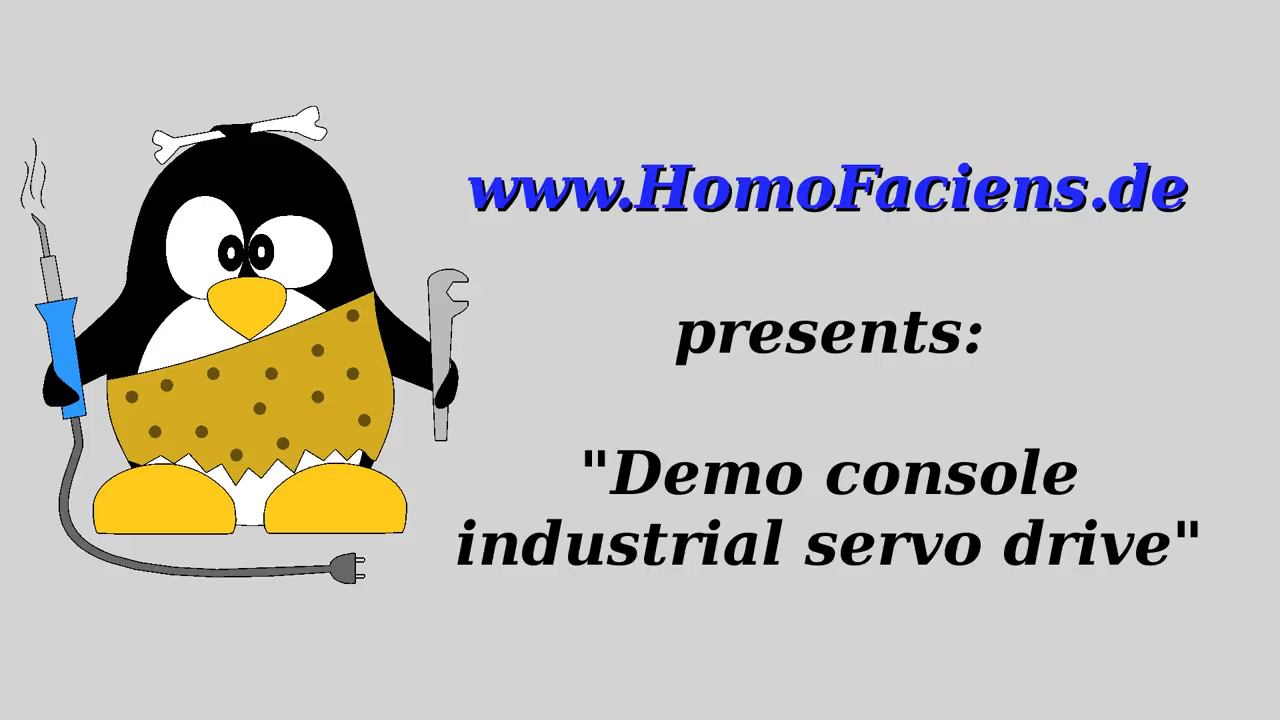 www.HomoFaciens.de
presents:
"Demo console
industrial servo drive"